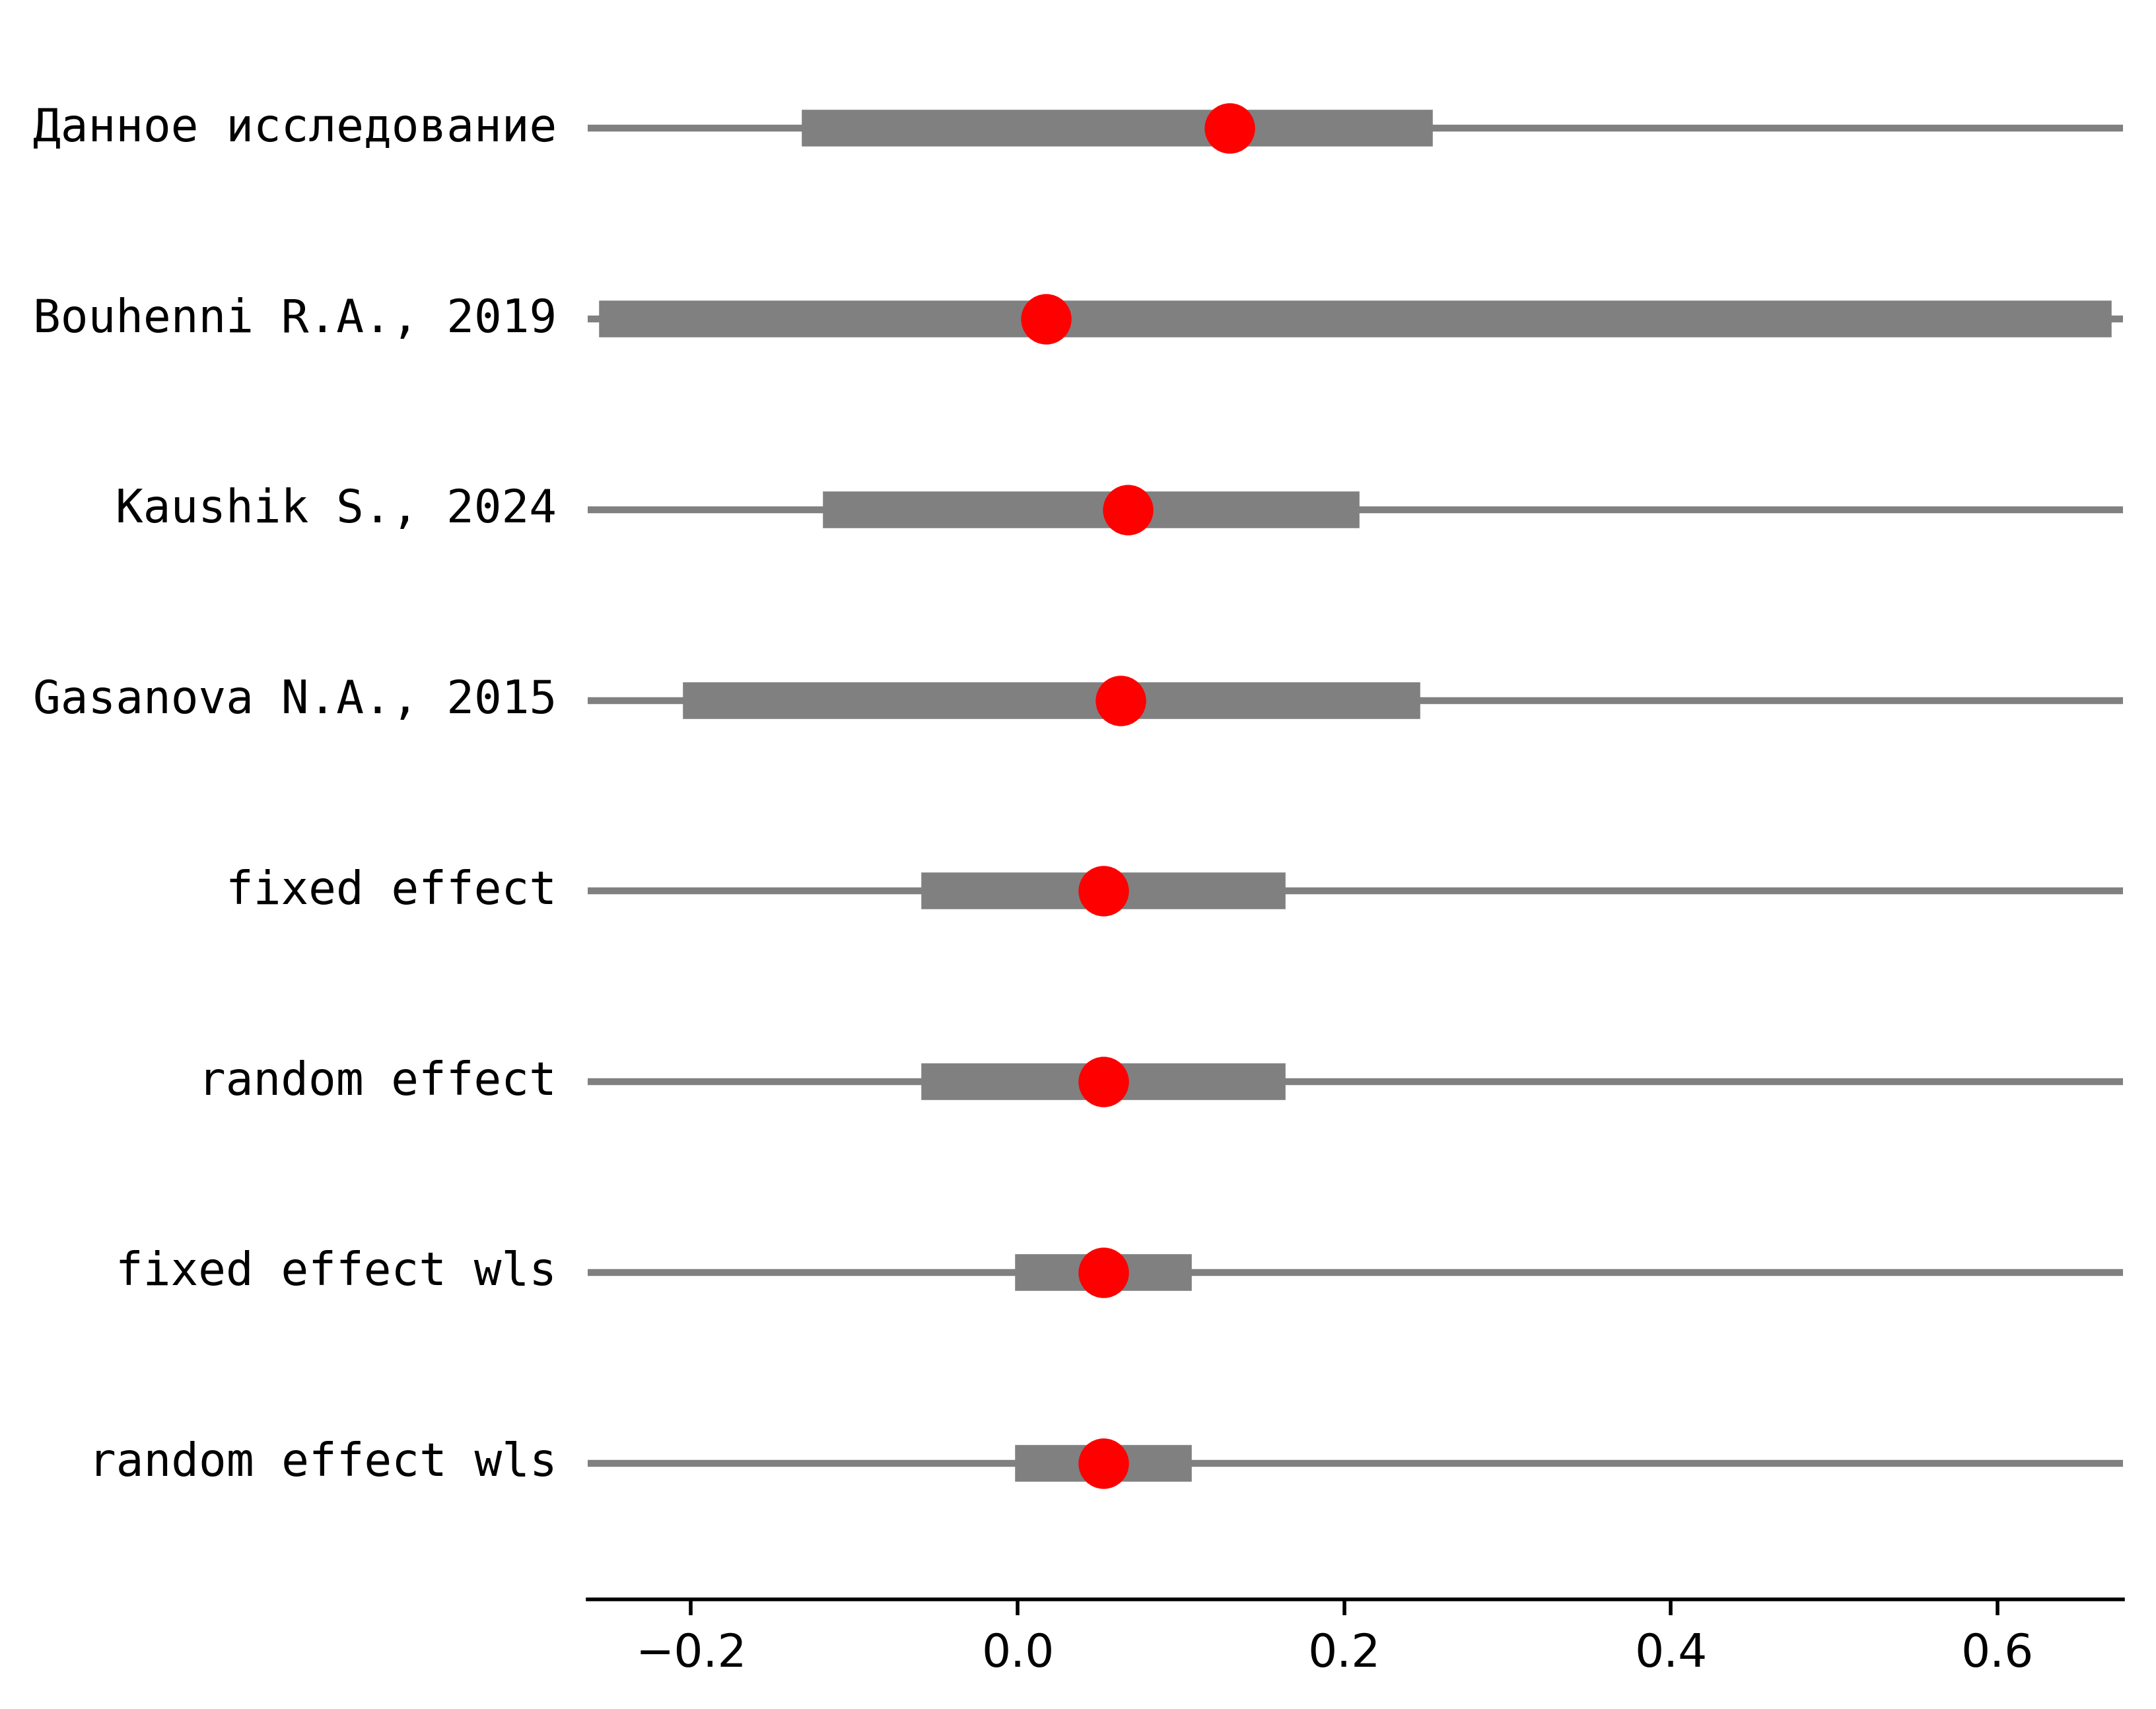 Данное исследование
Bouhenni R.A., 2019
Kaushik S., 2024
Gasanova N.A., 2015
fixed effect
random effect
fixed effect wls
random effect wls
−0.2 0.0 0.2 0.4 0.6